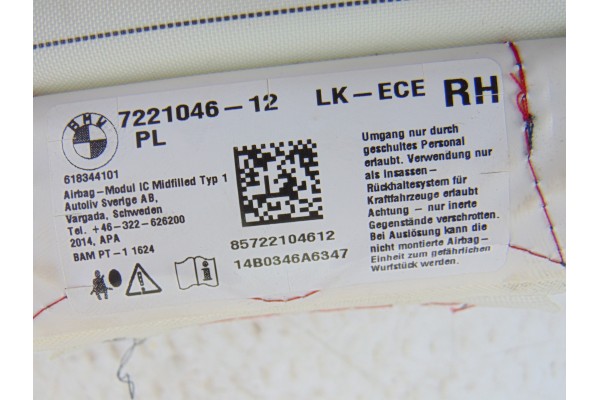 BMW
7221046-12
PL
LK-ECE
RH
618344101
Airbag-Modul IC Midfilled Typ 1
Autoliv Sverige AB,
Vargada, Schweden
Tel. +46-322-626200
2014, APA
BAM PT-1 1624
85722104612
14B0346A6347
Umgang nur durch
geschultes Personal
erlaubt. Verwendung nur
als Insassen-
Rückhaltesystem für
Kraftfahrzeuge erlaubt
Achtung - nur inerte
Gegenstände verschrotten.
Bei Auslösung kann die
nicht montierte Airbag-
Einheit zum gefährlichen
Wurfstück werden.